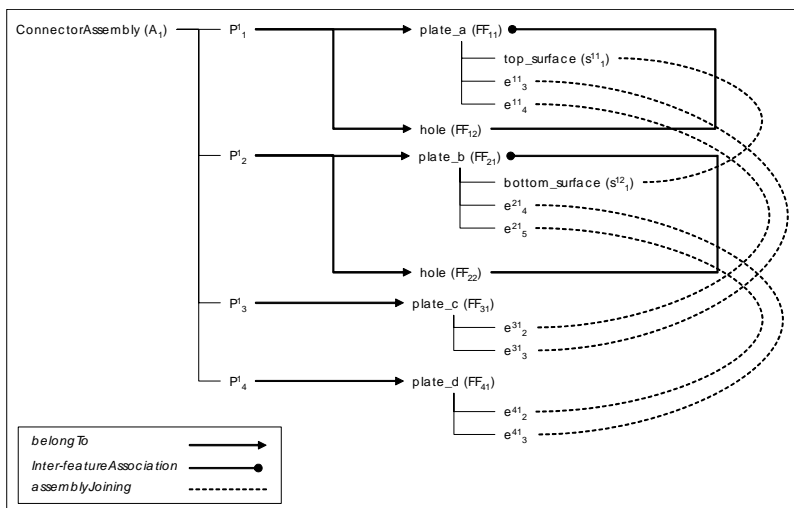 ConnectorAssembly (A₁) P¹₁ plate_a (FF₁₁)
top_surface (s¹¹₁)
e¹¹₃
e¹¹₄
hole (FF₁₂)
P¹₂ plate_b (FF₂₁)
bottom_surface (s¹²₁)
e²¹₄
e²¹₅
hole (FF₂₂)
P¹₃ plate_c (FF₃₁)
e³¹₂
e³¹₃
P¹₄ plate_d (FF₄₁)
e⁴¹₂
e⁴¹₃
belongTo
Inter-featureAssociation
assemblyJoining